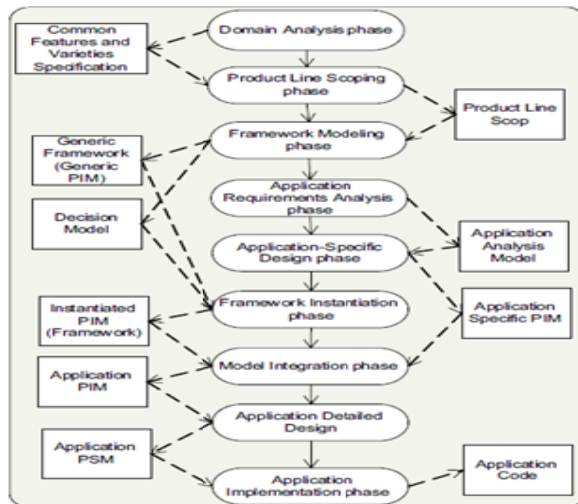 Common
Features and
Varieties
Specification
Domain Analysis phase
Product Line Scoping
phase
Product Line
Scop
Generic
Framework
(Generic
PIM)
Framework Modeling
phase
Decision
Model
Application
Requirements Analysis
phase
Application-Specific
Design phase
Application
Analysis
Model
Instantiated
PIM
(Framework)
Framework Instantiation
phase
Application
Specific PIM
Model Integration phase
Application
PIM
Application Detailed
Design
Application
PSM
Application
Implementation phase
Application
Code